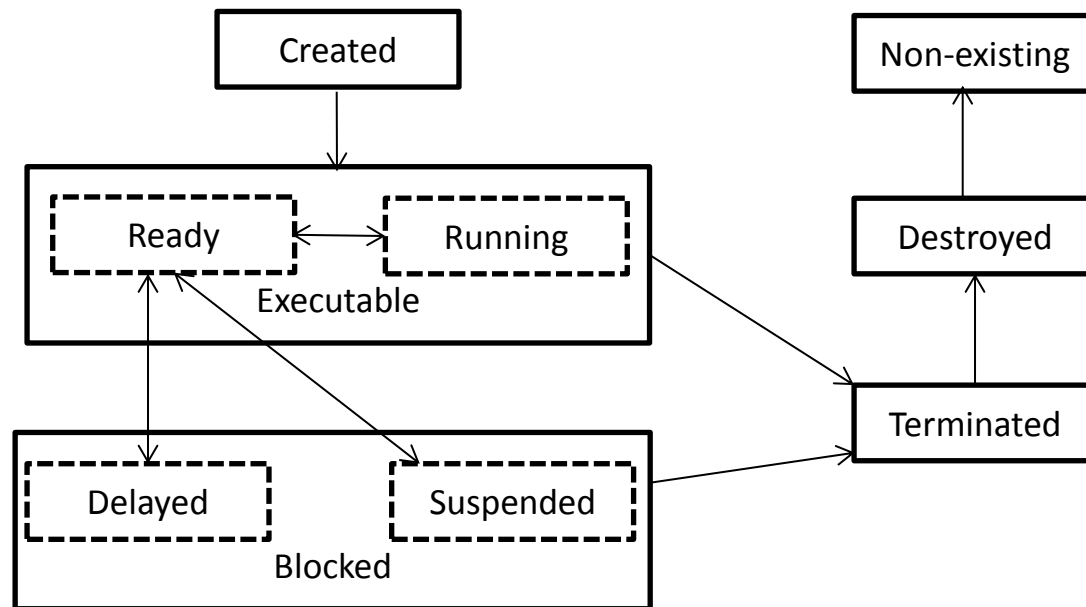 Created
Non-existing
Ready
Running
Destroyed
Executable
Terminated
Delayed
Suspended
Blocked